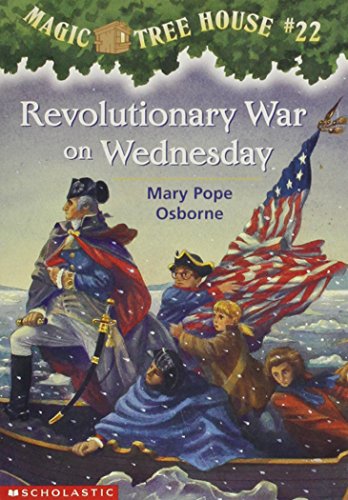 MAGIC TREE HOUSE #22
Revolutionary War
on Wednesday
Mary Pope
Osborne
SCHOLASTIC